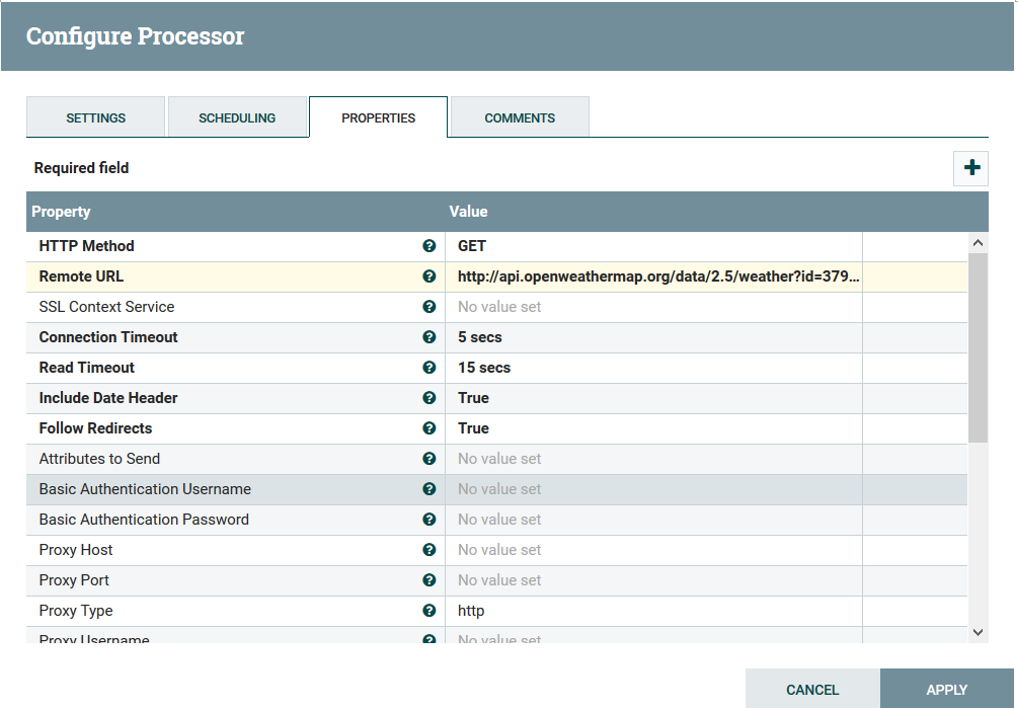 Configure Processor
SETTINGS SCHEDULING PROPERTIES COMMENTS
Required field
Property Value
HTTP Method GET
Remote URL http://api.openweathermap.org/data/2.5/weather?id=379...
SSL Context Service No value set
Connection Timeout 5 secs
Read Timeout 15 secs
Include Date Header True
Follow Redirects True
Attributes to Send No value set
Basic Authentication Username No value set
Basic Authentication Password No value set
Proxy Host No value set
Proxy Port No value set
Proxy Type http
Proxy Username No value set
CANCEL APPLY